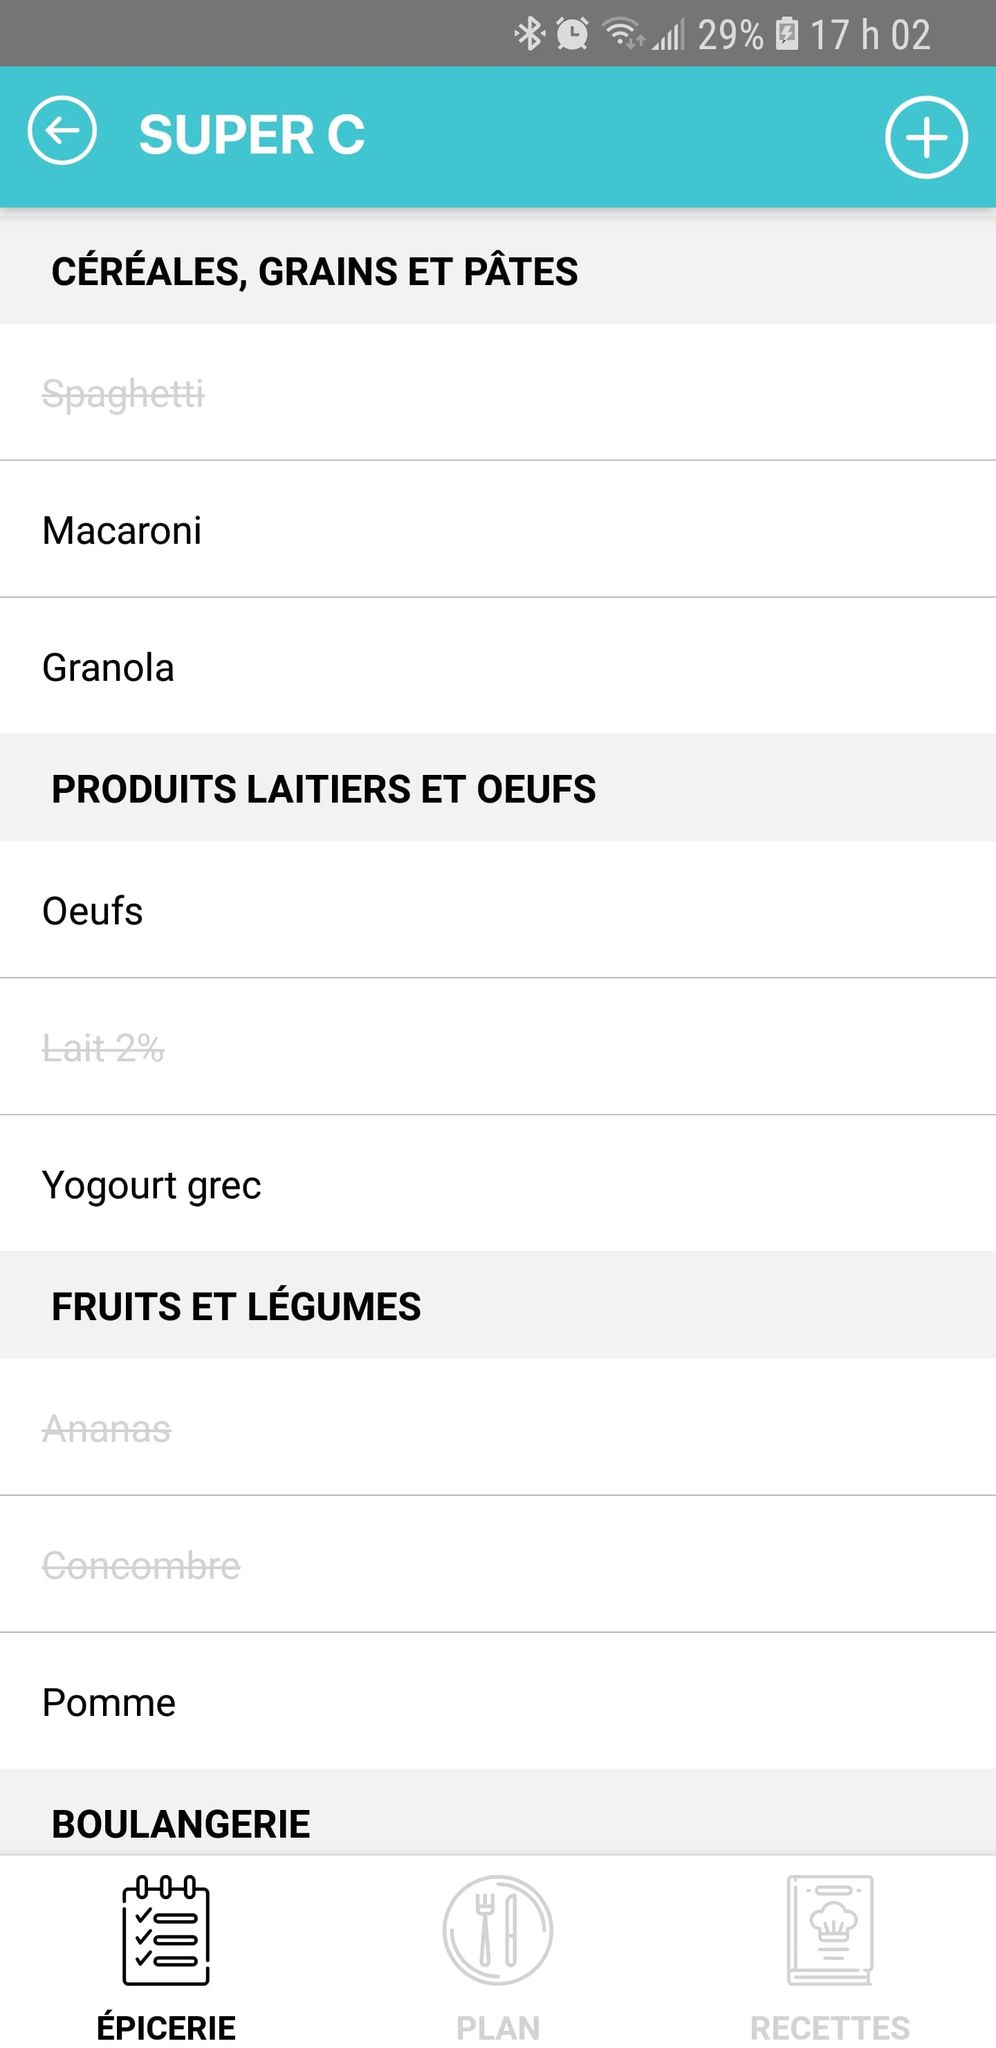 29% 17 h 02
SUPER C
CÉRÉALES, GRAINS ET PÂTES
Spaghetti
Macaroni
Granola
PRODUITS LAITIERS ET OEUFS
Oeufs
Lait 2%
Yogourt grec
FRUITS ET LÉGUMES
Ananas
Concombre
Pomme
BOULANGERIE
ÉPICERIE PLAN RECETTES